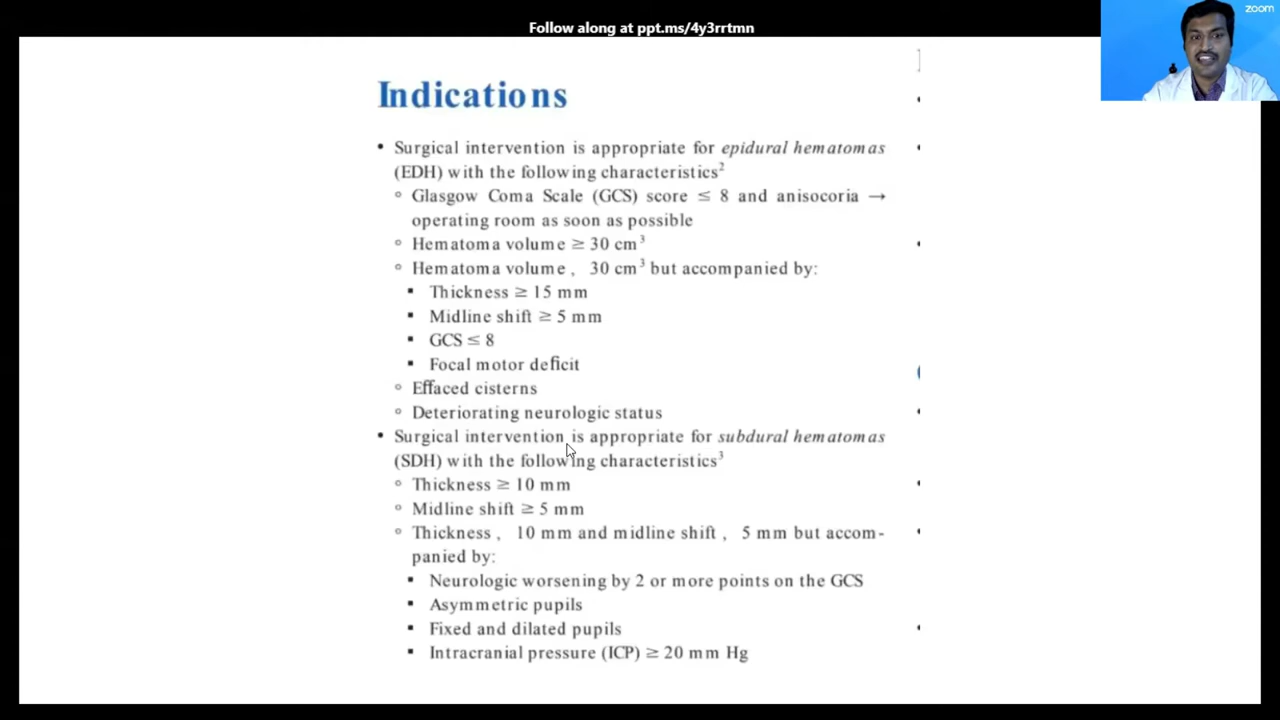 zoom
Follow along at ppt.ms/4y3rrtmn
Indications
• Surgical intervention is appropriate for epidural hematomas
(EDH) with the following characteristics²
° Glasgow Coma Scale (GCS) score ≤ 8 and anisocoria →
operating room as soon as possible
° Hematoma volume ≥ 30 cm³
° Hematoma volume , 30 cm³ but accompanied by:
▪ Thickness ≥ 15 mm
▪ Midline shift ≥ 5 mm
▪ GCS ≤ 8
▪ Focal motor deficit
° Effaced cisterns
° Deteriorating neurologic status
• Surgical intervention is appropriate for subdural hematomas
(SDH) with the following characteristics³
° Thickness ≥ 10 mm
° Midline shift ≥ 5 mm
° Thickness , 10 mm and midline shift , 5 mm but accom-
panied by:
▪ Neurologic worsening by 2 or more points on the GCS
▪ Asymmetric pupils
▪ Fixed and dilated pupils
▪ Intracranial pressure (ICP) ≥ 20 mm Hg